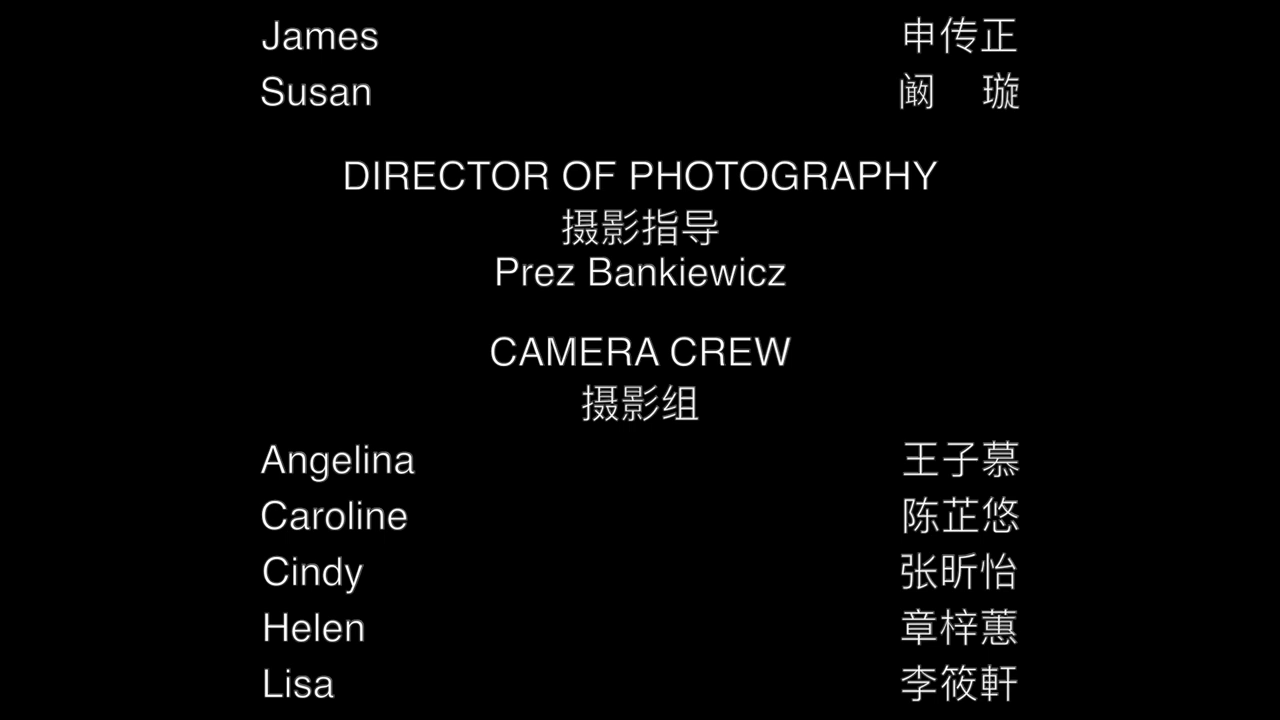 James 申传正
Susan 阚 璇
DIRECTOR OF PHOTOGRAPHY
摄影指导
Prez Bankiewicz
CAMERA CREW
摄影组
Angelina 王子慕
Caroline 陈芷悠
Cindy 张昕怡
Helen 章梓蕙
Lisa 李筱軒